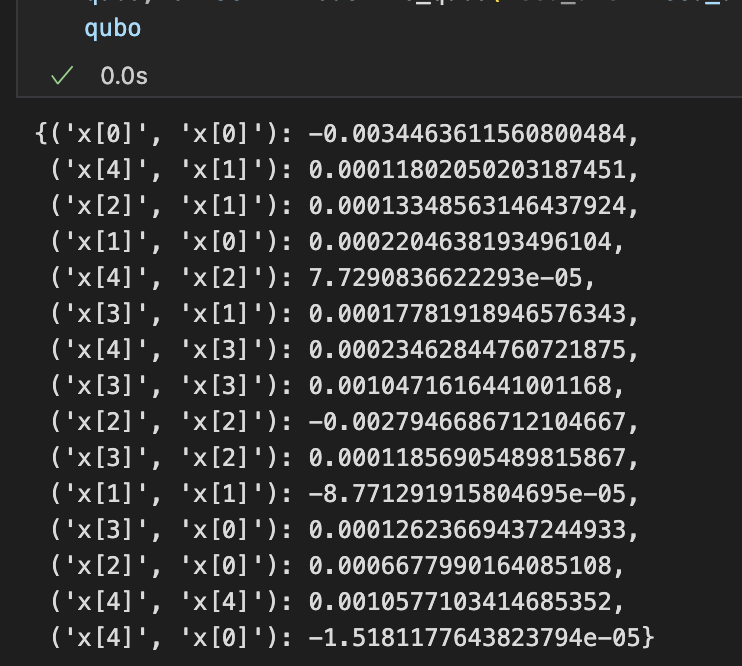 qubo
✓ 0.0s
{('x[0]', 'x[0]'): -0.0034463611560800484,
('x[4]', 'x[1]'): 0.00011802050203187451,
('x[2]', 'x[1]'): 0.00013348563146437924,
('x[1]', 'x[0]'): 0.0002204638193496104,
('x[4]', 'x[2]'): 7.7290836622293e-05,
('x[3]', 'x[1]'): 0.00017781918946576343,
('x[4]', 'x[3]'): 0.00023462844760721875,
('x[3]', 'x[3]'): 0.0010471616441001168,
('x[2]', 'x[2]'): -0.0027946686712104667,
('x[3]', 'x[2]'): 0.00011856905489815867,
('x[1]', 'x[1]'): -8.771291915804695e-05,
('x[3]', 'x[0]'): 0.00012623669437244933,
('x[2]', 'x[0]'): 0.0006677990164085108,
('x[4]', 'x[4]'): 0.0010577103414685352,
('x[4]', 'x[0]'): -1.5181177643823794e-05}